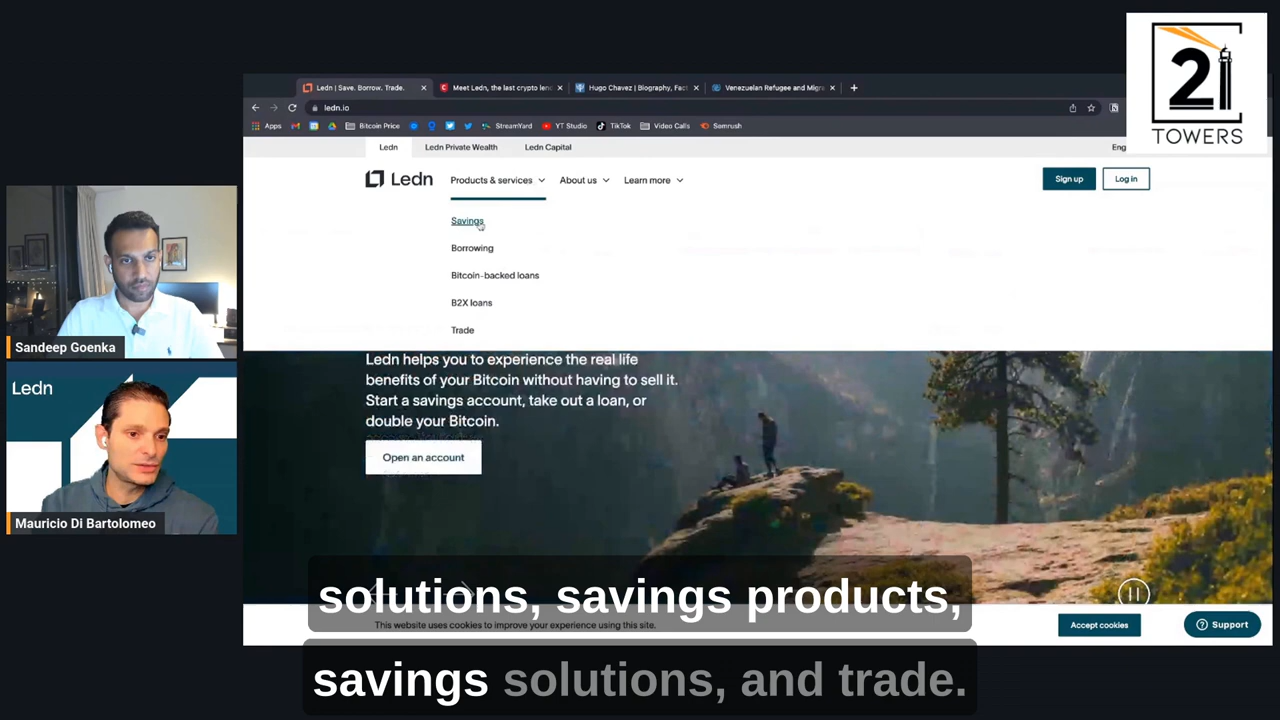 21
TOWERS
Ledn | Save. Borrow. Trade.
Meet Ledn, the last crypto lend
Hugo Chavez | Biography, Fact
Venezuelan Refugee and Migra
ledn.io
Apps
Bitcoin Price
StreamYard
YT Studio
TikTok
Video Calls
Semrush
Ledn
Ledn Private Wealth
Ledn Capital
Eng
Ledn
Products & services
About us
Learn more
Sign up
Log in
Savings
Borrowing
Bitcoin-backed loans
B2X loans
Trade
Ledn helps you to experience the real life
benefits of your Bitcoin without having to sell it.
Start a savings account, take out a loan, or
double your Bitcoin.
Open an account
Sandeep Goenka
Ledn
Mauricio Di Bartolomeo
solutions, savings products,
This website uses cookies to improve your experience using this site.
Accept cookies
Support
savings solutions, and trade.